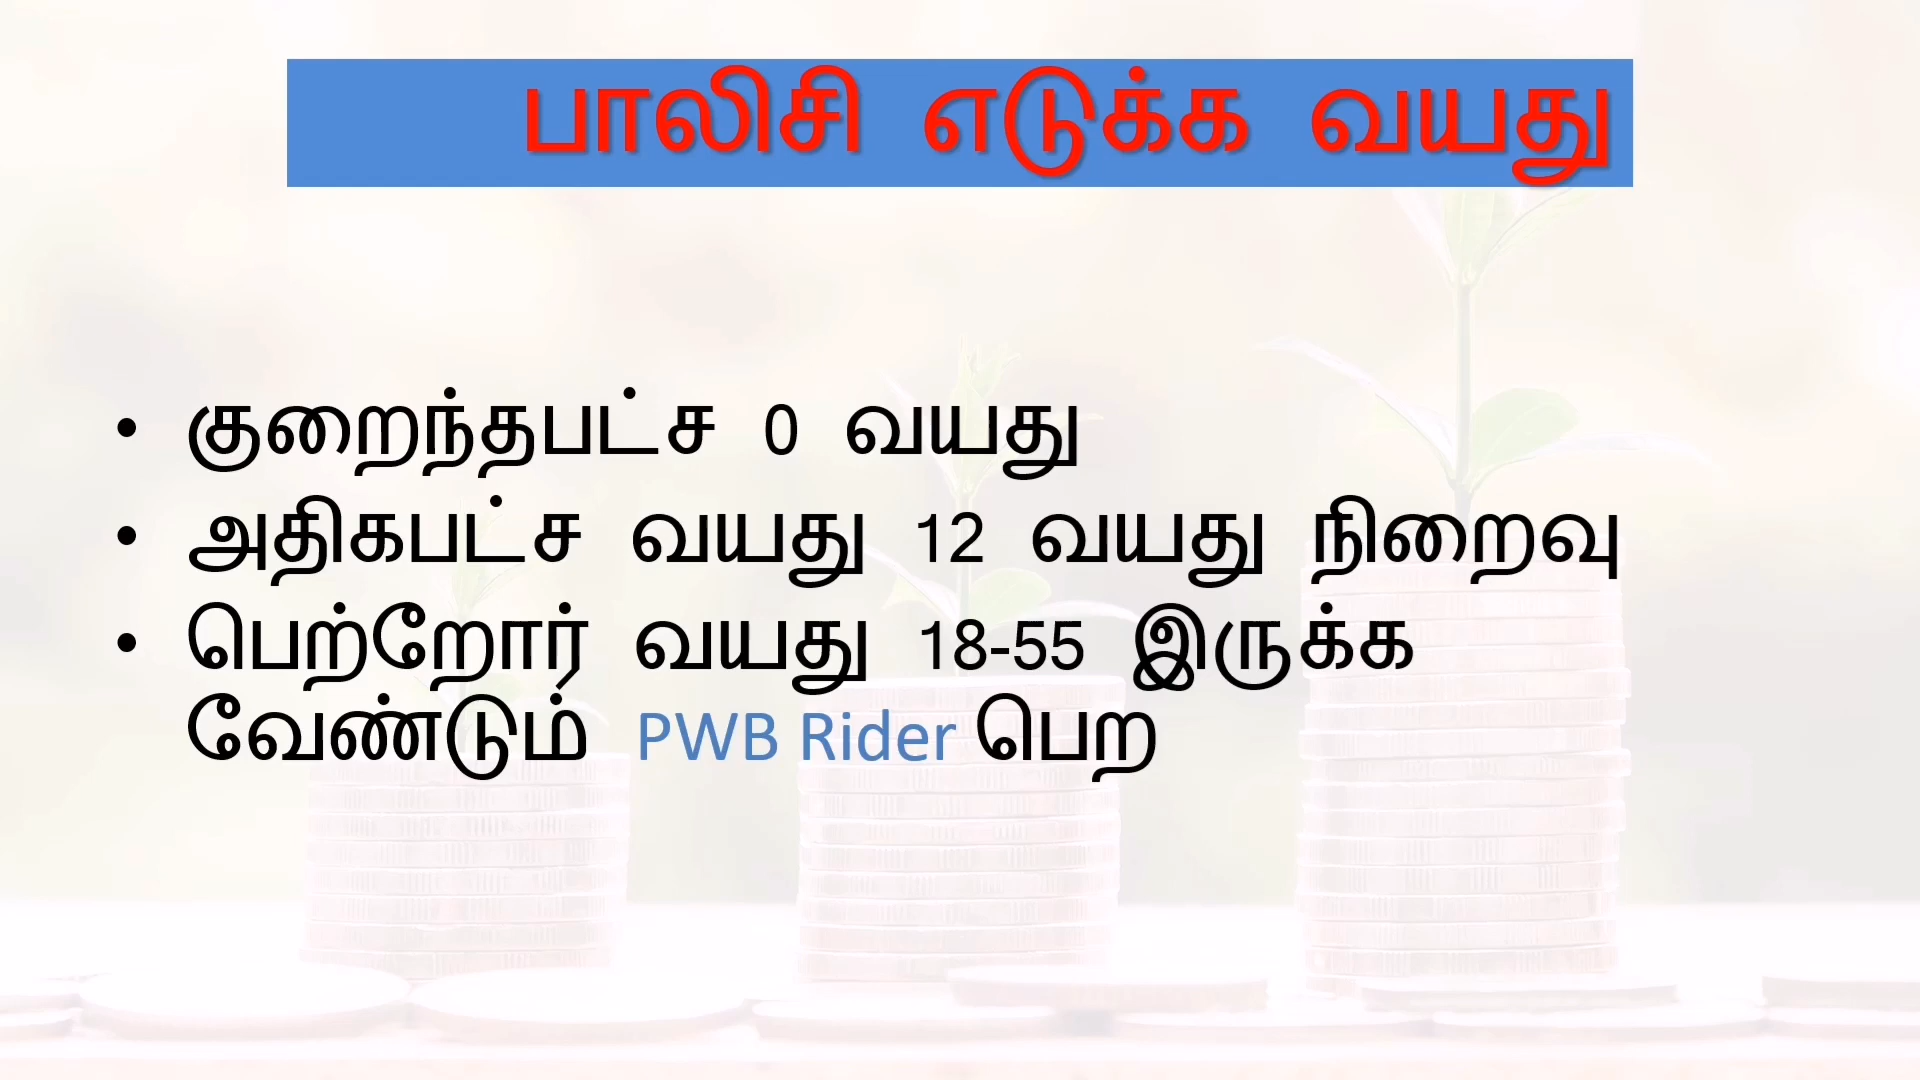 பாலிசி எடுக்க வயது
• குறைந்தபட்ச 0 வயது
• அதிகபட்ச வயது 12 வயது நிறைவு
• பெற்றோர் வயது 18-55 இருக்க
வேண்டும் PWB Rider பெற